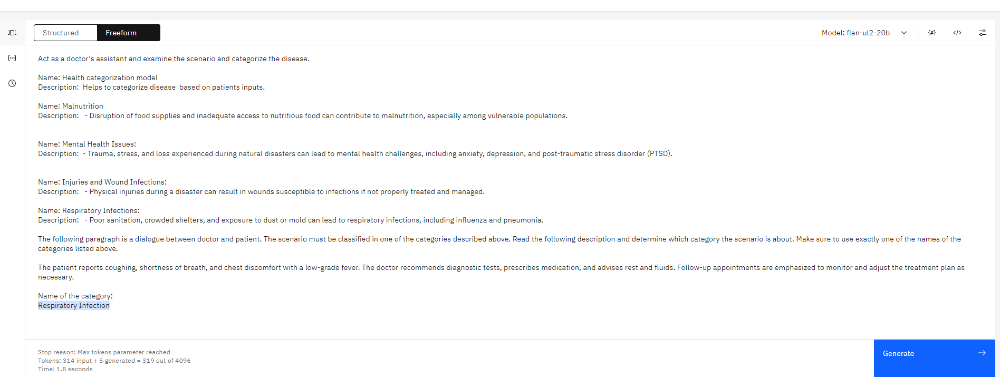 Structured
Freeform
Model: flan-ul2-20b
{#}
</>
Act as a doctor's assistant and examine the scenario and categorize the disease.
Name: Health categorization model
Description:  Helps to categorize disease  based on patients inputs.
Name: Malnutrition
Description:   - Disruption of food supplies and inadequate access to nutritious food can contribute to malnutrition, especially among vulnerable populations.
Name: Mental Health Issues:
Description:  - Trauma, stress, and loss experienced during natural disasters can lead to mental health challenges, including anxiety, depression, and post-traumatic stress disorder (PTSD).
Name: Injuries and Wound Infections:
Description:   - Physical injuries during a disaster can result in wounds susceptible to infections if not properly treated and managed.
Name: Respiratory Infections:
Description:   - Poor sanitation, crowded shelters, and exposure to dust or mold can lead to respiratory infections, including influenza and pneumonia.
The following paragraph is a dialogue between doctor and patient. The scenario must be classified in one of the categories described above. Read the following description and determine which category the scenario is about. Make sure to use exactly one of the names of the
categories listed above.
The patient reports coughing, shortness of breath, and chest discomfort with a low-grade fever. The doctor recommends diagnostic tests, prescribes medication, and advises rest and fluids. Follow-up appointments are emphasized to monitor and adjust the treatment plan as
necessary.
Name of the category:
Respiratory Infection
Stop reason: Max tokens parameter reached
Tokens: 314 input + 5 generated = 319 out of 4096
Time: 1.5 seconds
Generate